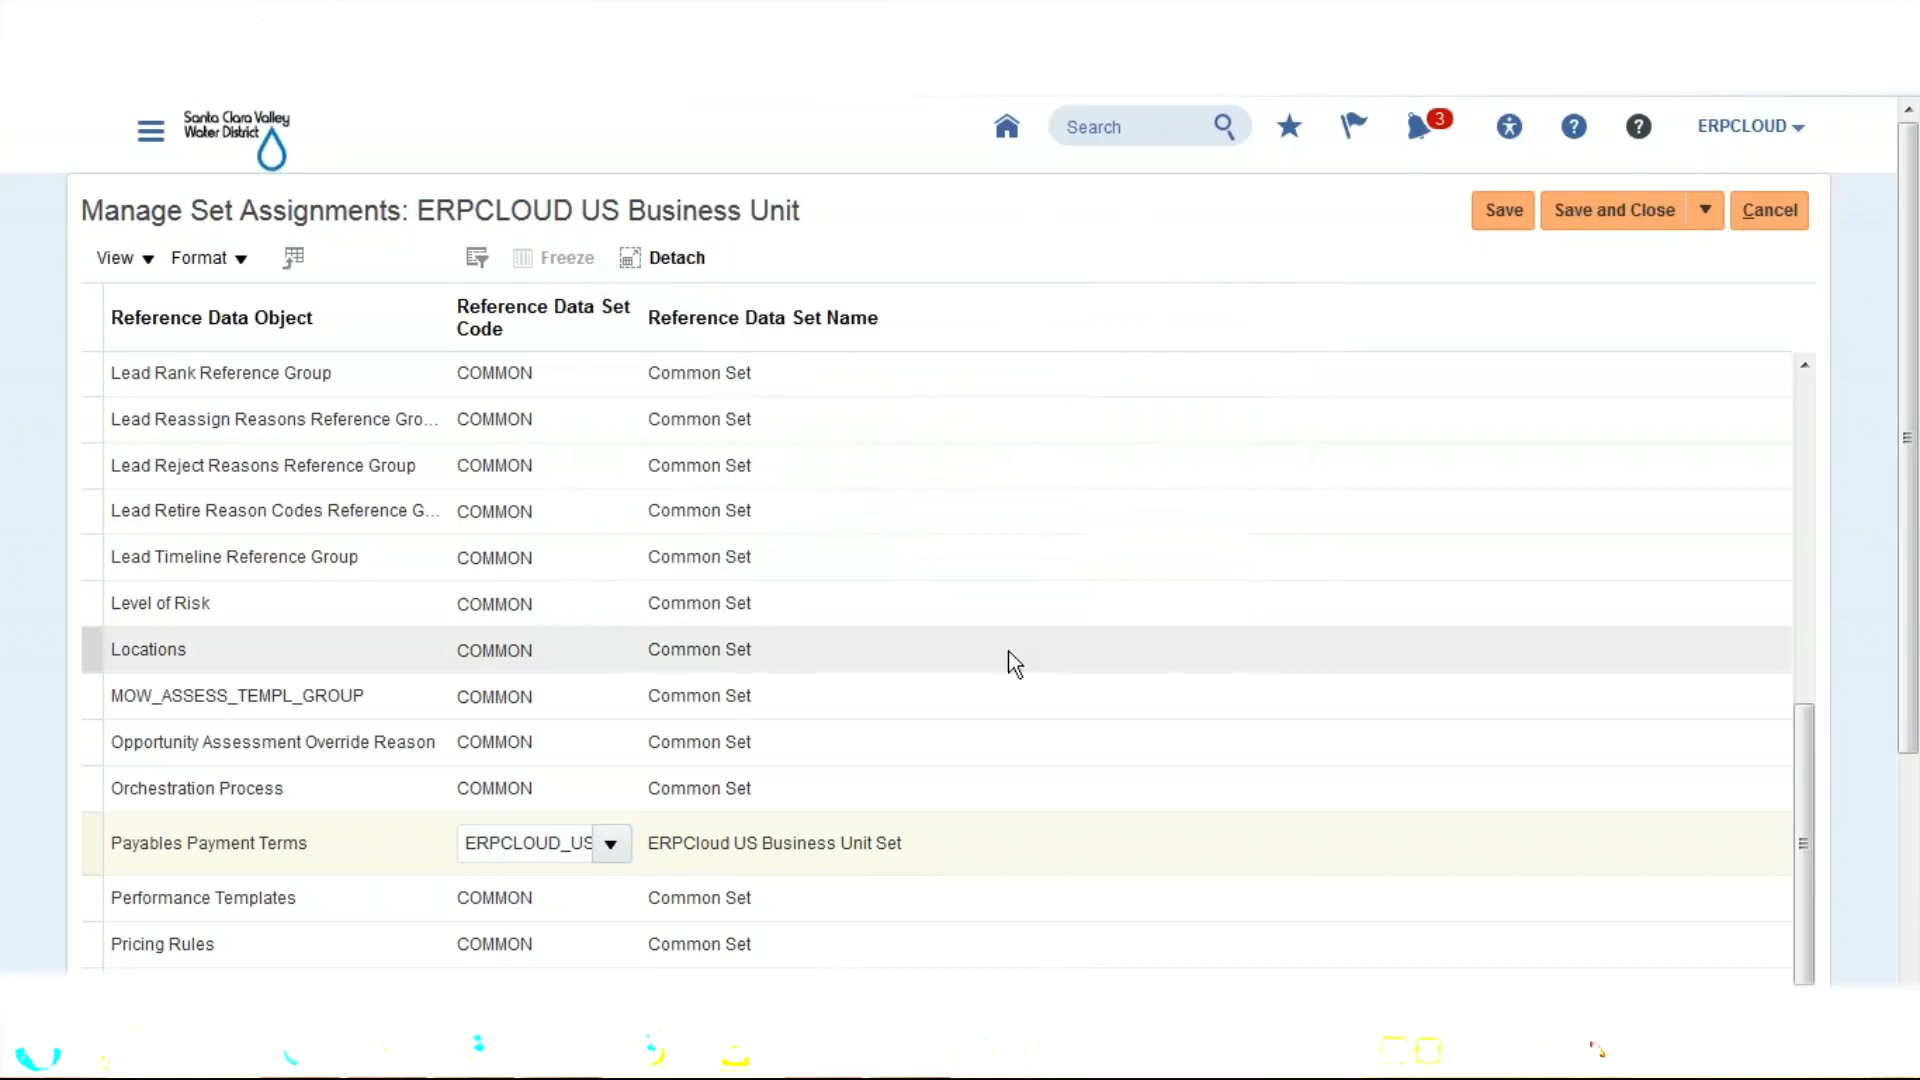 Santa Clara Valley
Water District
Search
3
ERPCLOUD
Manage Set Assignments: ERPCLOUD US Business Unit
Save
Save and Close
Cancel
View
Format
Freeze
Detach
Reference Data Object
Reference Data Set
Code
Reference Data Set Name
Lead Rank Reference Group COMMON Common Set
Lead Reassign Reasons Reference Gro... COMMON Common Set
Lead Reject Reasons Reference Group COMMON Common Set
Lead Retire Reason Codes Reference G... COMMON Common Set
Lead Timeline Reference Group COMMON Common Set
Level of Risk COMMON Common Set
Locations COMMON Common Set
MOW_ASSESS_TEMPL_GROUP COMMON Common Set
Opportunity Assessment Override Reason COMMON Common Set
Orchestration Process COMMON Common Set
Payables Payment Terms ERPCLOUD_US ERPCloud US Business Unit Set
Performance Templates COMMON Common Set
Pricing Rules COMMON Common Set